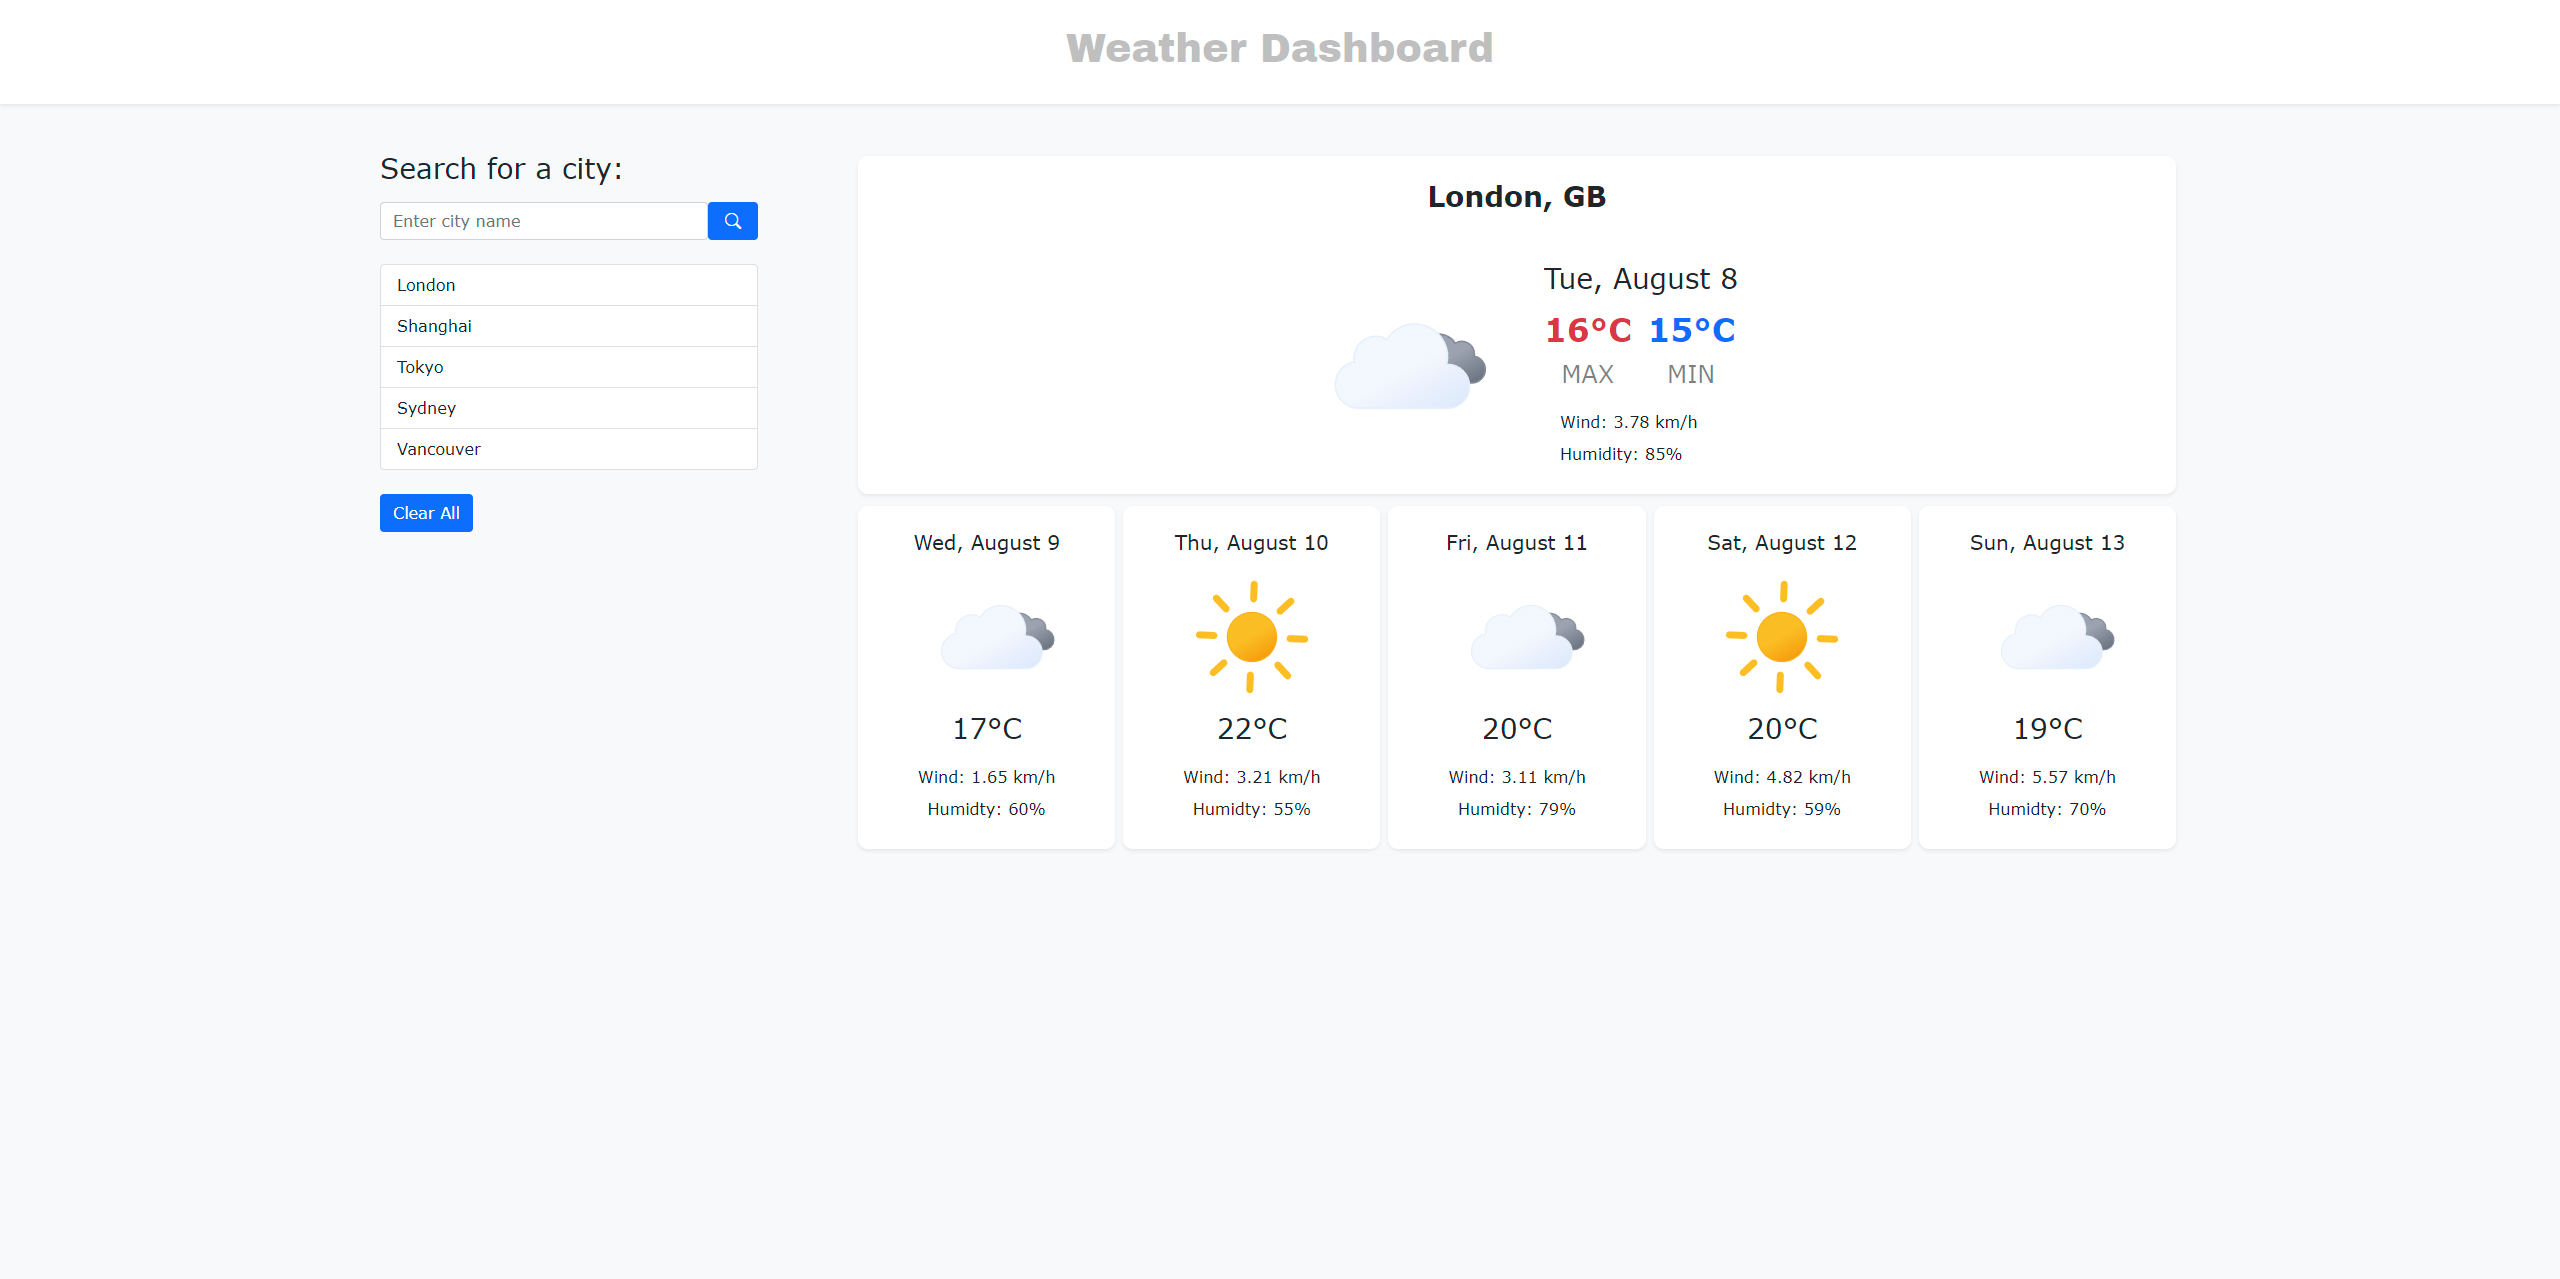 Weather Dashboard
Search for a city:
Enter city name
London
Shanghai
Tokyo
Sydney
Vancouver
Clear All
London, GB
Tue, August 8
16°C 15°C
MAX MIN
Wind: 3.78 km/h
Humidity: 85%
Wed, August 9
17°C
Wind: 1.65 km/h
Humidty: 60%
Thu, August 10
22°C
Wind: 3.21 km/h
Humidty: 55%
Fri, August 11
20°C
Wind: 3.11 km/h
Humidty: 79%
Sat, August 12
20°C
Wind: 4.82 km/h
Humidty: 59%
Sun, August 13
19°C
Wind: 5.57 km/h
Humidty: 70%